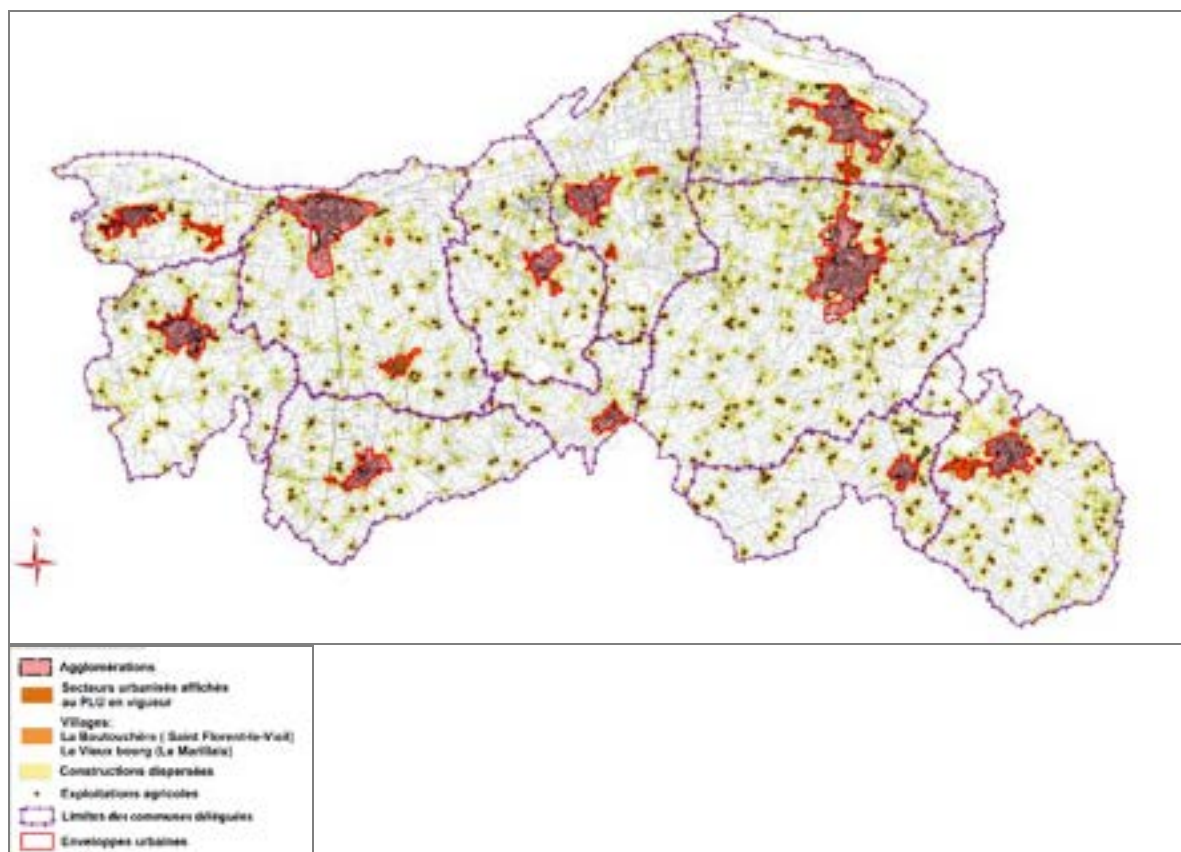 Agglomérations
Secteurs urbanisés affichés
au PLU en vigueur
Villages:
La Boutouchère ( Saint Florent-le-Vieil)
Le Vieux bourg (Le Marillais)
Constructions dispersées
Exploitations agricoles
Limites des communes déléguées
Enveloppes urbaines